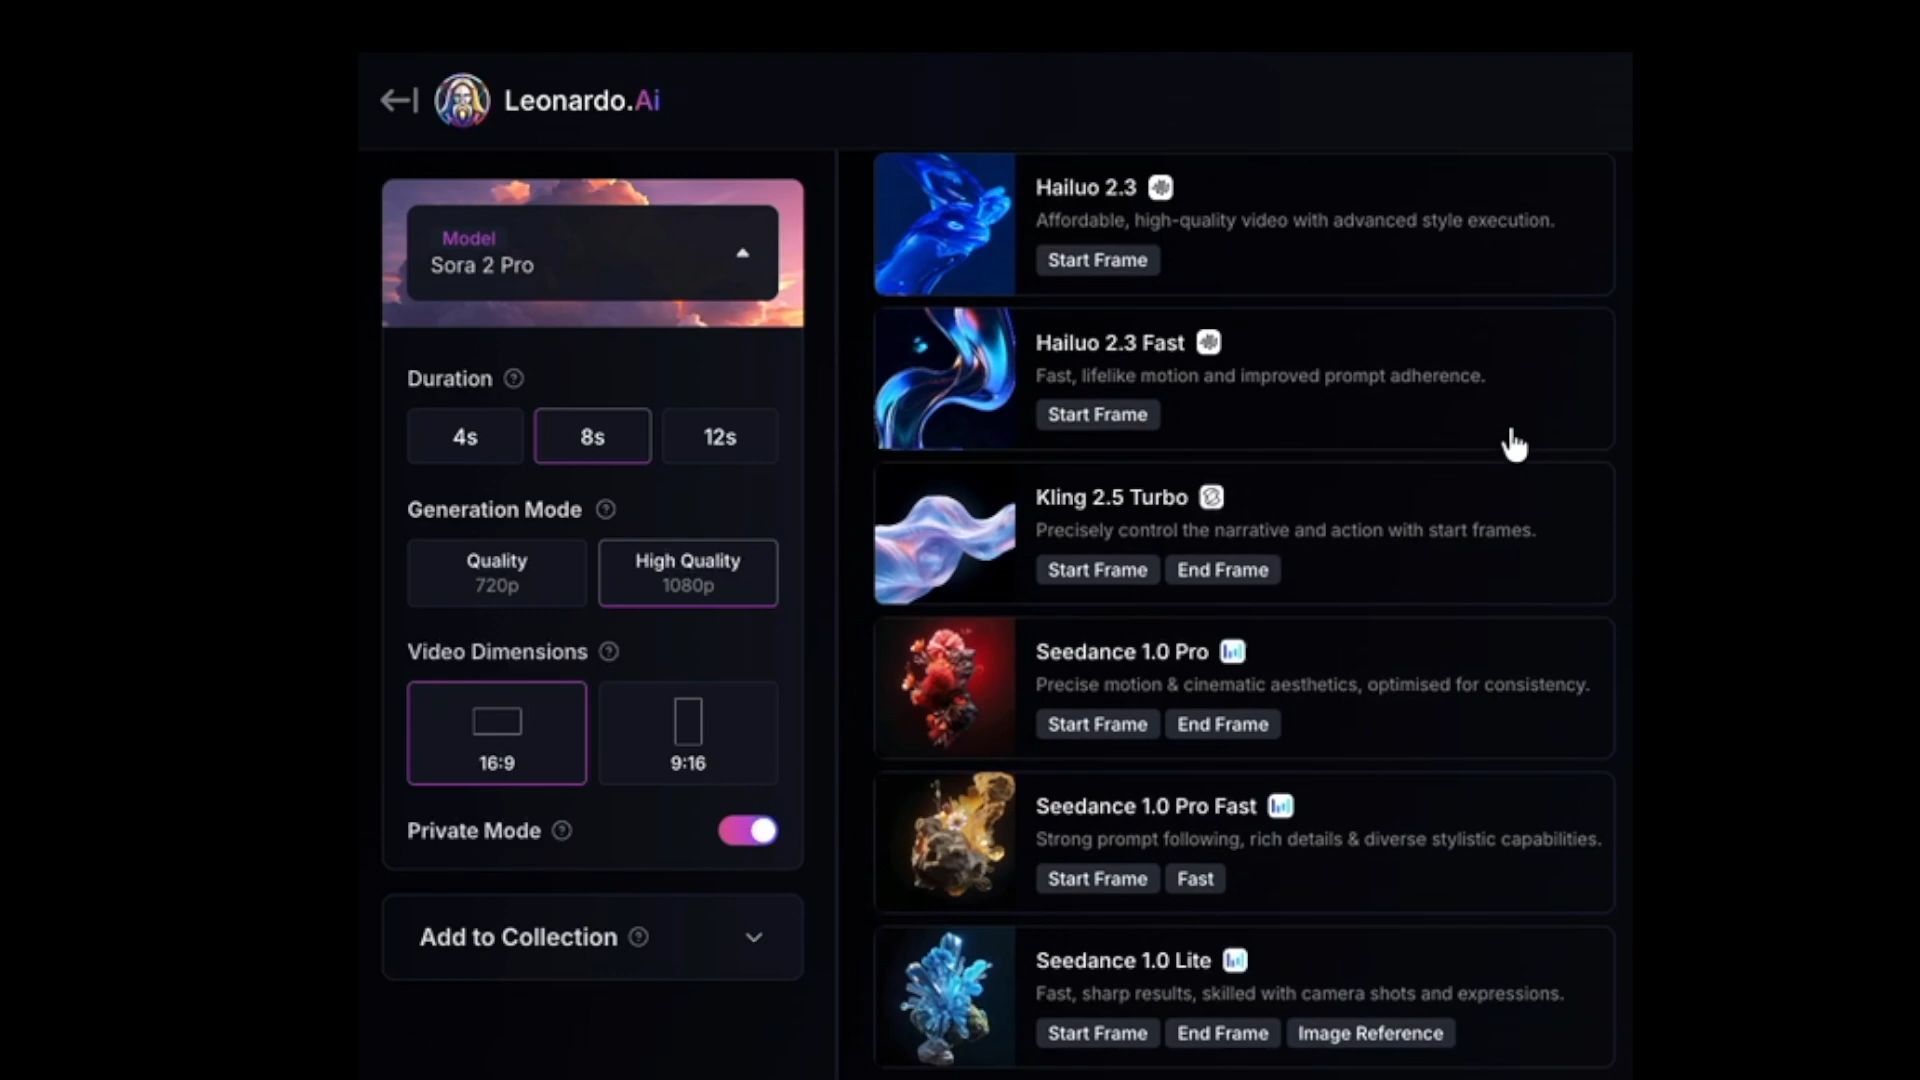 Leonardo.Ai
Model
Sora 2 Pro
Duration
4s
8s
12s
Generation Mode
Quality
720p
High Quality
1080p
Video Dimensions
16:9
9:16
Private Mode
Add to Collection
Hailuo 2.3
Affordable, high-quality video with advanced style execution.
Start Frame
Hailuo 2.3 Fast
Fast, lifelike motion and improved prompt adherence.
Start Frame
Kling 2.5 Turbo
Precisely control the narrative and action with start frames.
Start Frame End Frame
Seedance 1.0 Pro
Precise motion & cinematic aesthetics, optimised for consistency.
Start Frame End Frame
Seedance 1.0 Pro Fast
Strong prompt following, rich details & diverse stylistic capabilities.
Start Frame Fast
Seedance 1.0 Lite
Fast, sharp results, skilled with camera shots and expressions.
Start Frame End Frame Image Reference